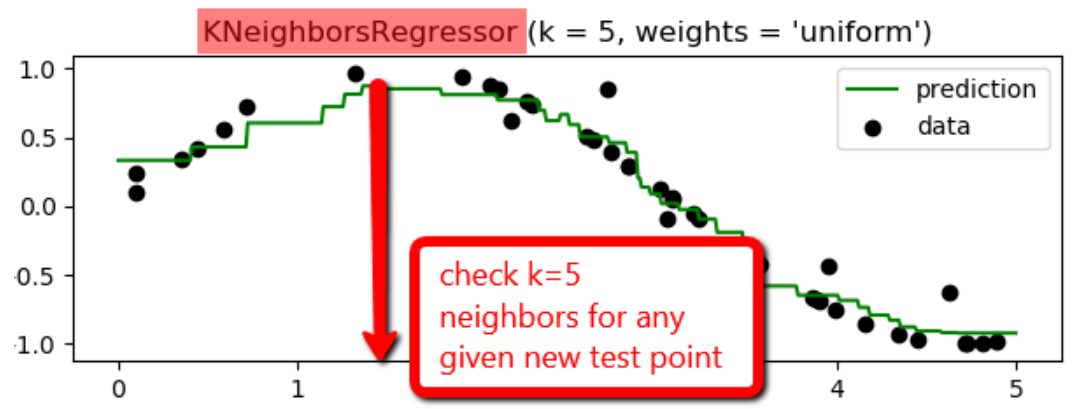 KNeighborsRegressor (k = 5, weights = 'uniform')
1.0
0.5
0.0
-0.5
-1.0
prediction
data
check k=5
neighbors for any
given new test point
0 1 4 5